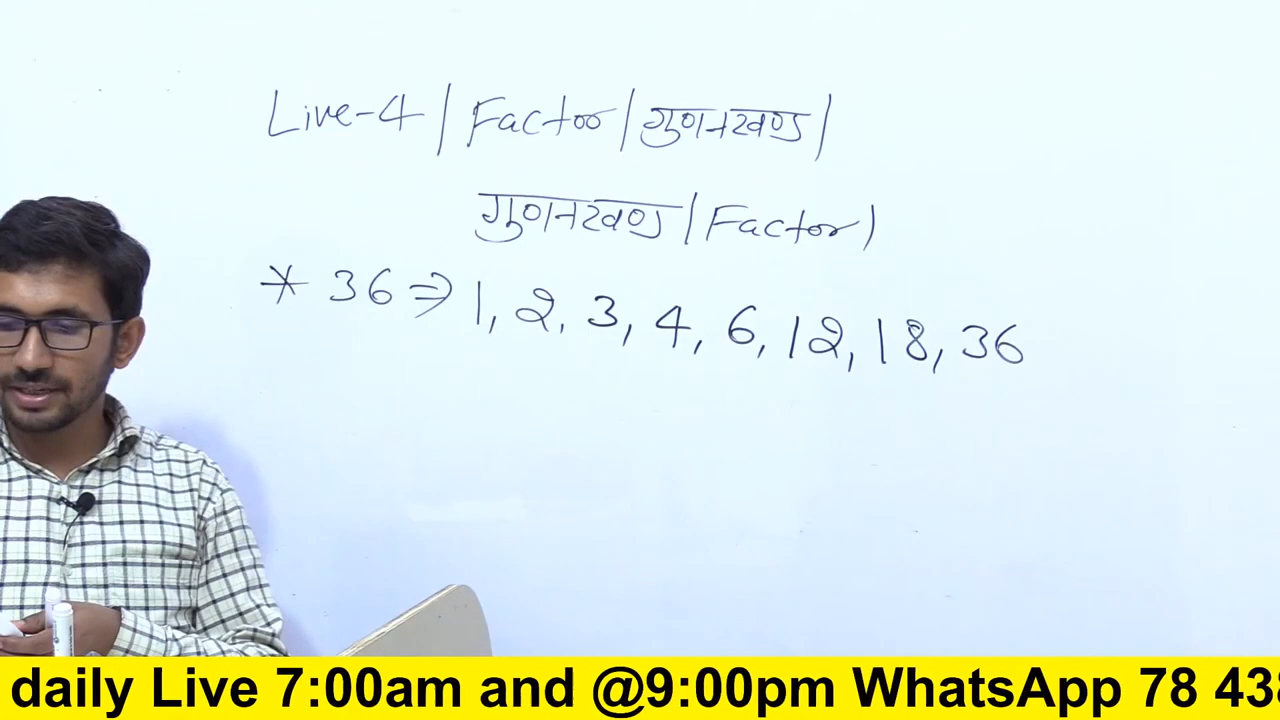 Live-4 | Factor | गुणनखण्ड |
गुणनखण्ड | Factor |
* 36 ⇒ 1, 2, 3, 4, 6, 12, 18, 36
daily Live 7:00am and @9:00pm WhatsApp 78 438